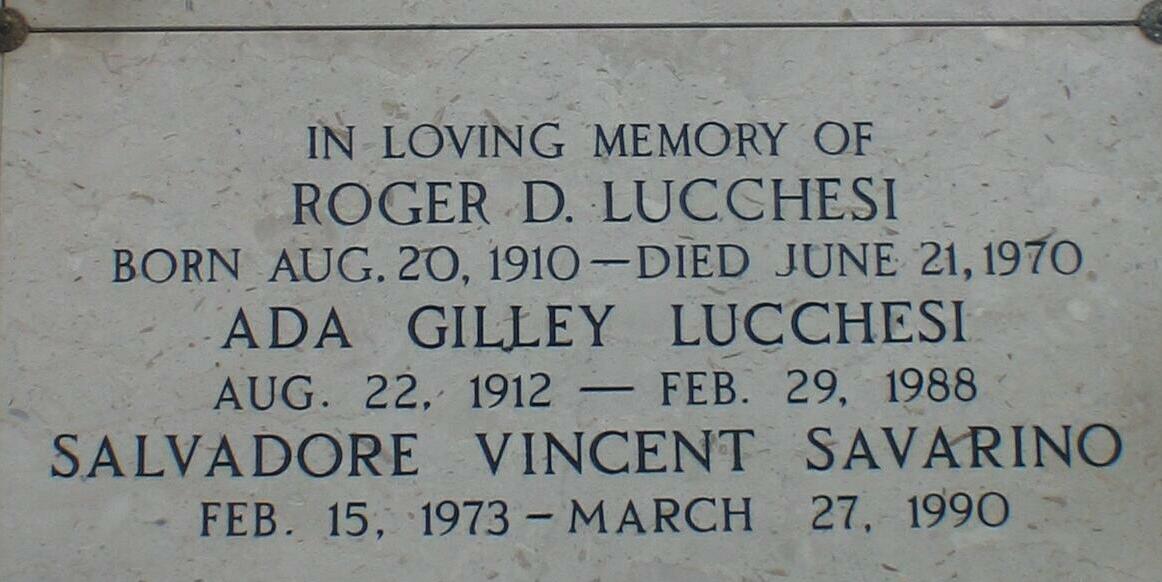 IN LOVING MEMORY OF
ROGER D. LUCCHESI
BORN AUG. 20, 1910 — DIED JUNE 21, 1970
ADA GILLEY LUCCHESI
AUG. 22, 1912 — FEB. 29, 1988
SALVADORE VINCENT SAVARINO
FEB. 15, 1973 – MARCH 27, 1990